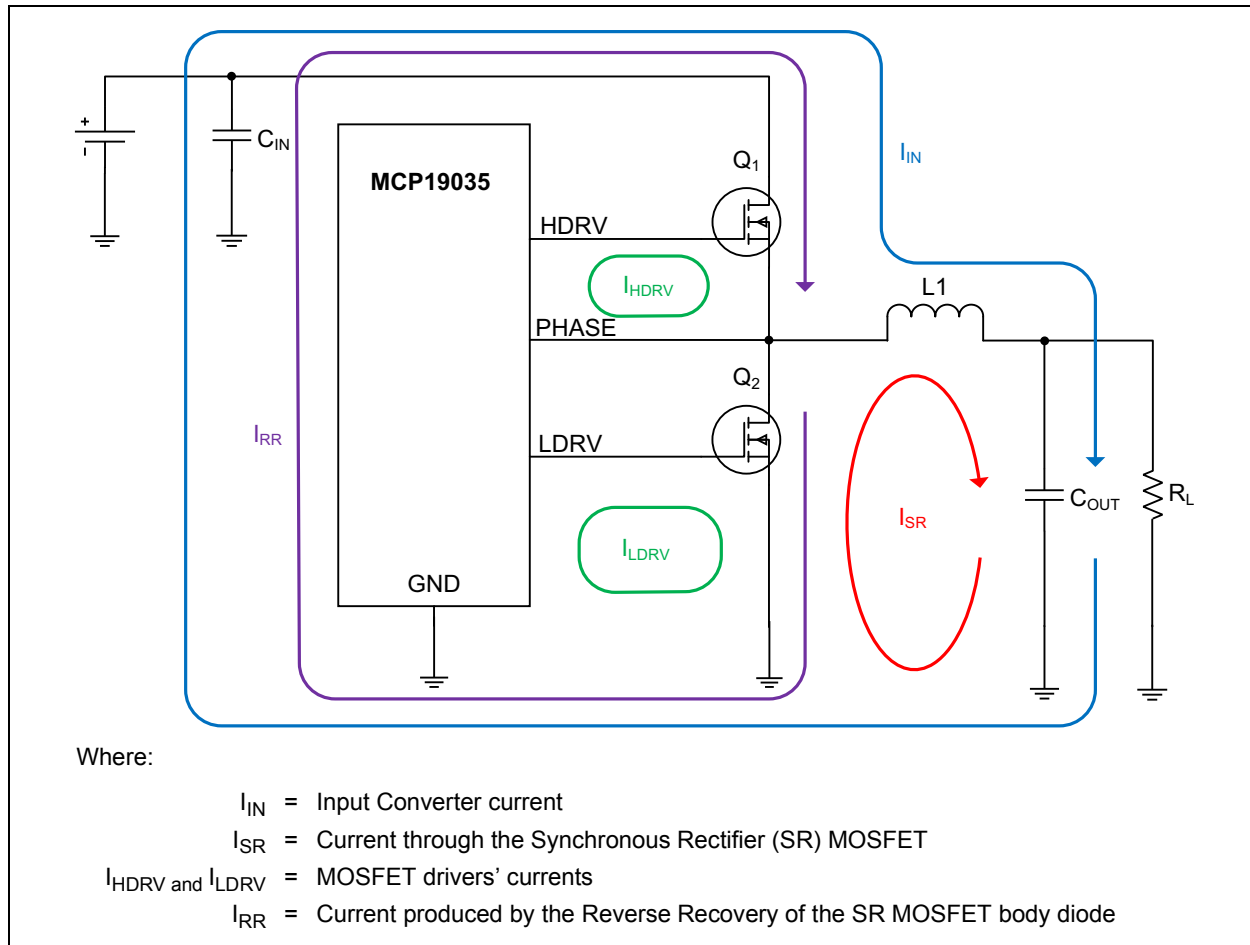 +
-
C_IN
MCP19035
Q_1
I_IN
HDRV
I_HDRV
L1
PHASE
Q_2
I_RR
LDRV
I_SR
C_OUT
R_L
I_LDRV
GND
Where:
I_IN = Input Converter current
I_SR = Current through the Synchronous Rectifier (SR) MOSFET
I_HDRV and I_LDRV = MOSFET drivers' currents
I_RR = Current produced by the Reverse Recovery of the SR MOSFET body diode